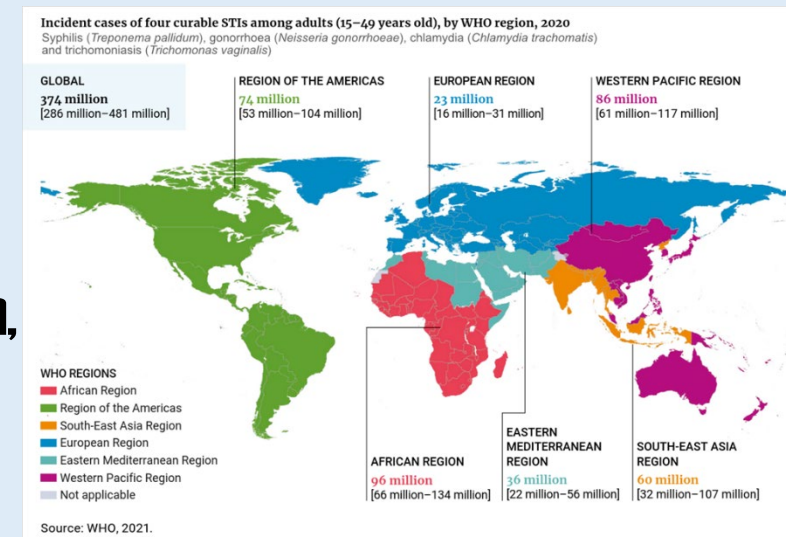 Incident cases of four curable STIs among adults (15–49 years old), by WHO region, 2020
Syphilis (Treponema pallidum), gonorrhoea (Neisseria gonorrhoeae), chlamydia (Chlamydia trachomatis)
and trichomoniasis (Trichomonas vaginalis)
GLOBAL
374 million
[286 million–481 million]
REGION OF THE AMERICAS
74 million
[53 million–104 million]
EUROPEAN REGION
23 million
[16 million–31 million]
WESTERN PACIFIC REGION
86 million
[61 million–117 million]
WHO REGIONS
African Region
Region of the Americas
South-East Asia Region
European Region
Eastern Mediterranean Region
Western Pacific Region
Not applicable
AFRICAN REGION
96 million
[66 million–134 million]
EASTERN
MEDITERRANEAN
REGION
36 million
[22 million–56 million]
SOUTH-EAST ASIA
REGION
60 million
[32 million–107 million]
Source: WHO, 2021.